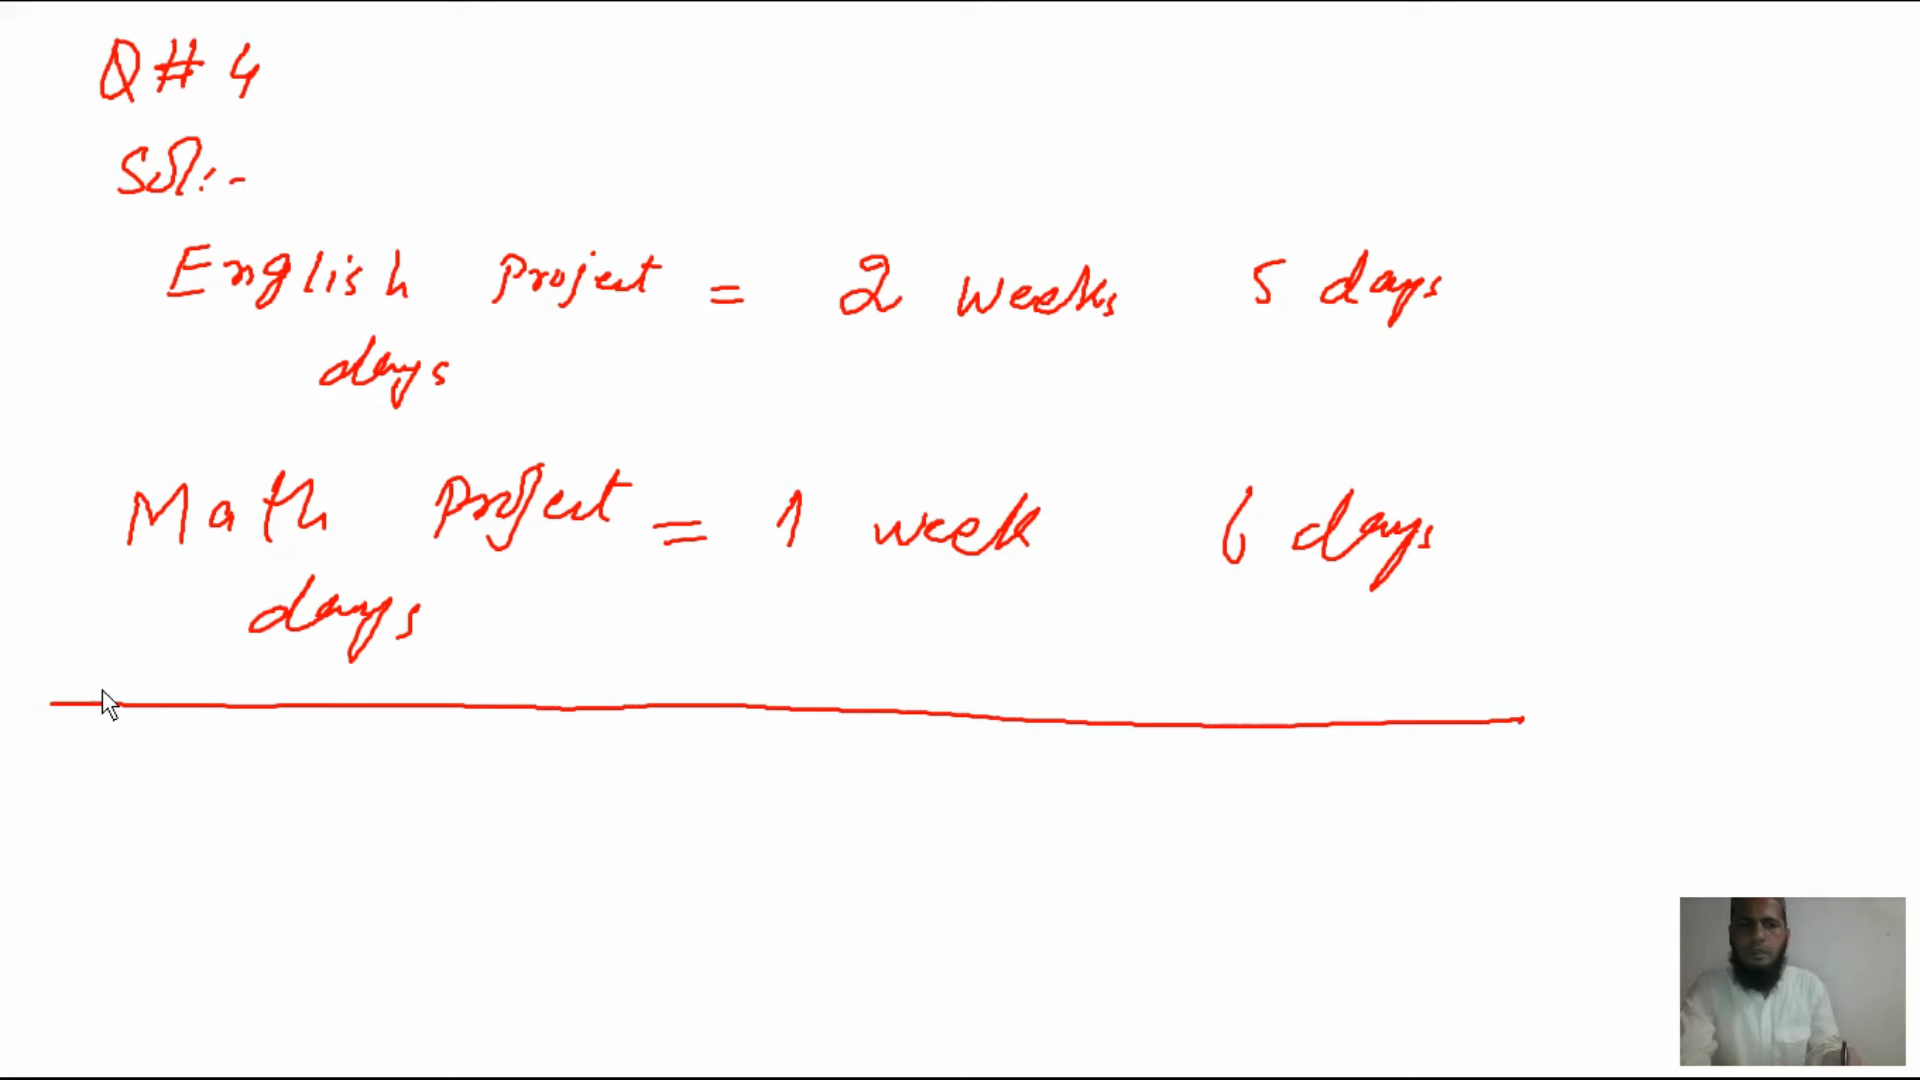 Q # 4
Sol:-
English Project = 2 weeks 5 days
days
Math Project = 1 week 6 days
days